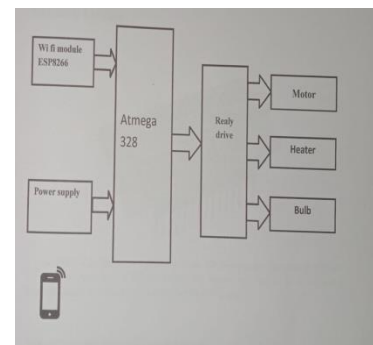 Wi fi module
ESP8266
Atmega
328
Realy
drive
Motor
Heater
Bulb
Power supply